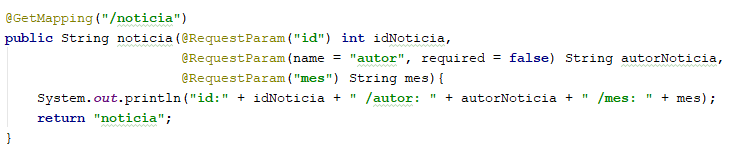 @GetMapping("/noticia")
public String noticia(@RequestParam("id") int idNoticia,
@RequestParam(name = "autor", required = false) String autorNoticia,
@RequestParam("mes") String mes){
System.out.println("id:" + idNoticia + " /autor: " + autorNoticia + " /mes: " + mes);
return "noticia";
}